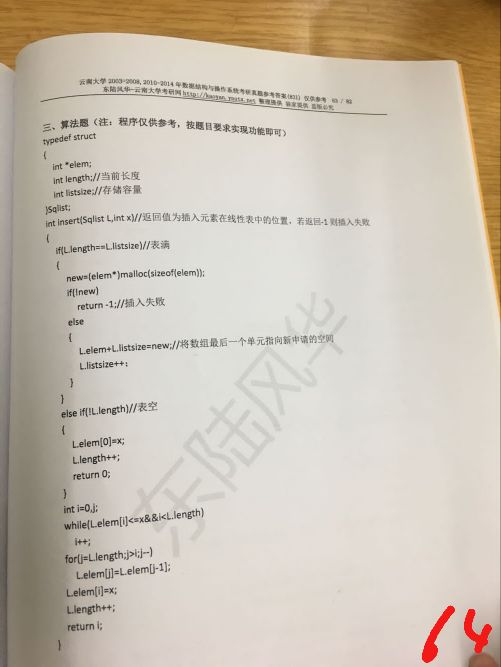 云南大学 2003-2008, 2010-2014 年数据结构与操作系统考研真题参考答案(831) 仅供参考 63 / 82
东陆风华-云南大学考研网 http://kaoyan.ynutx.net 整理提供 独家提供 盗版必究
三、算法题（注：程序仅供参考，按题目要求实现功能即可）
typedef struct
{
int *elem;
int length;//当前长度
int listsize;//存储容量
}Sqlist;
int insert(Sqlist L,int x)//返回值为插入元素在线性表中的位置，若返回-1 则插入失败
{
if(L.length==L.listsize)//表满
{
new=(elem*)malloc(sizeof(elem));
if(!new)
return -1;//插入失败
else
{
L.elem+L.listsize=new;//将数组最后一个单元指向新申请的空间
L.listsize++;
}
}
else if(!L.length)//表空
{
L.elem[0]=x;
L.length++;
return 0;
}
int i=0,j;
while(L.elem[i]<=x&&i<L.length)
i++;
for(j=L.length;j>i;j--)
L.elem[j]=L.elem[j-1];
L.elem[i]=x;
L.length++;
return i;
}
东陆风华
64